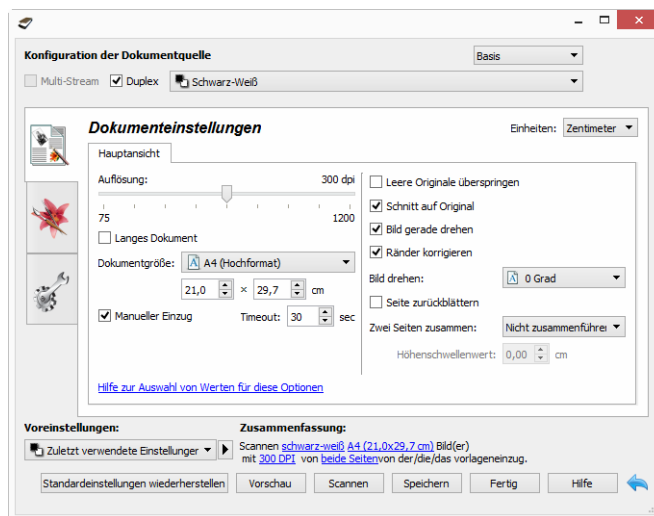 Konfiguration der Dokumentquelle
Basis
Multi-Stream
Duplex
Schwarz-Weiß
Dokumenteinstellungen
Einheiten: Zentimeter
Hauptansicht
Auflösung: 300 dpi
75 1200
Langes Dokument
Dokumentgröße: A4 (Hochformat)
21,0 × 29,7 cm
Manueller Einzug Timeout: 30 sec
Leere Originale überspringen
Schnitt auf Original
Bild gerade drehen
Ränder korrigieren
Bild drehen: 0 Grad
Seite zurückblättern
Zwei Seiten zusammen: Nicht zusammenführei
Höhenschwellenwert: 0,00 cm
Hilfe zur Auswahl von Werten für diese Optionen
Voreinstellungen:
Zuletzt verwendete Einstellunger
Zusammenfassung:
Scannen schwarz-weiß A4 (21,0x29,7 cm) Bild(er)
mit 300 DPI von beide Seitenvon der/die/das vorlageneinzug.
Standardeinstellungen wiederherstellen Vorschau Scannen Speichern Fertig Hilfe